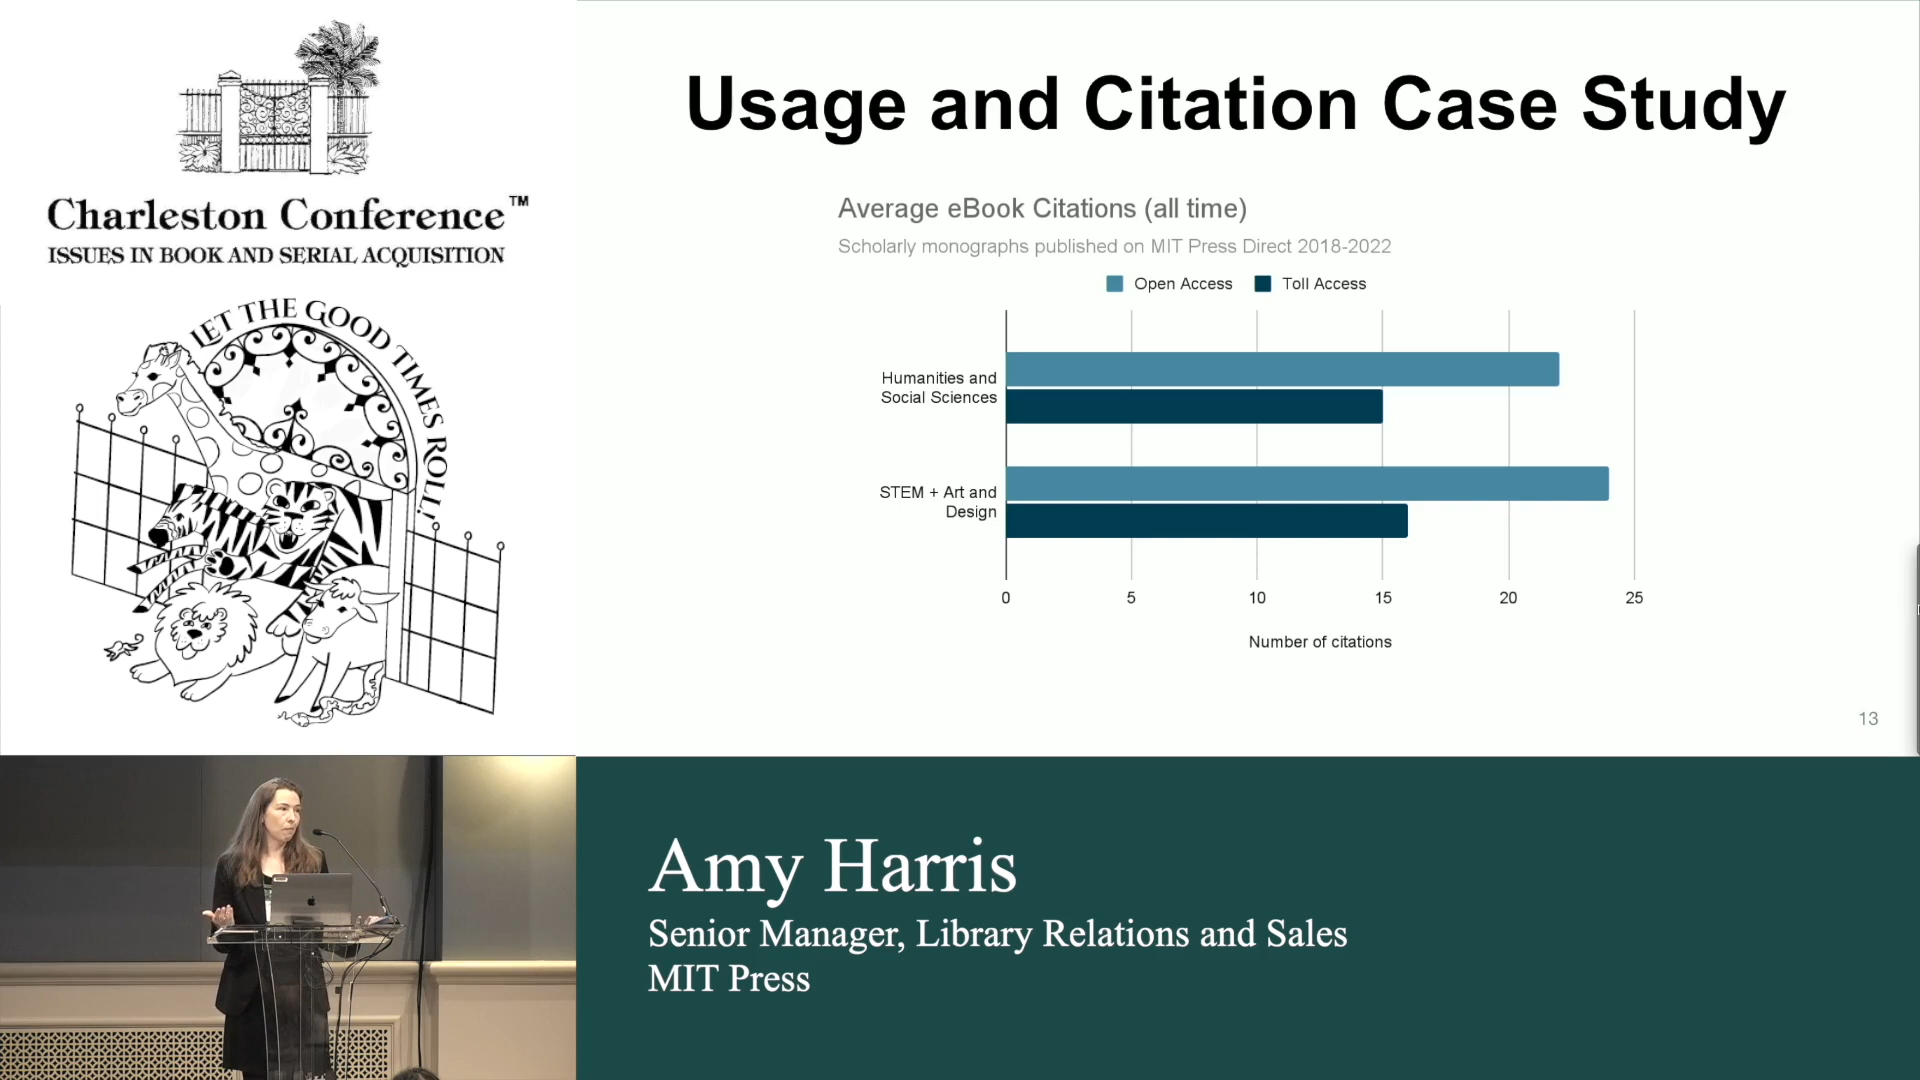 Charleston Conference™
ISSUES IN BOOK AND SERIAL ACQUISITION
LET THE GOOD TIMES ROLL!
Usage and Citation Case Study
Average eBook Citations (all time)
Scholarly monographs published on MIT Press Direct 2018-2022
Open Access
Toll Access
Humanities and
Social Sciences
STEM + Art and
Design
0 5 10 15 20 25
Number of citations
13
Amy Harris
Senior Manager, Library Relations and Sales
MIT Press